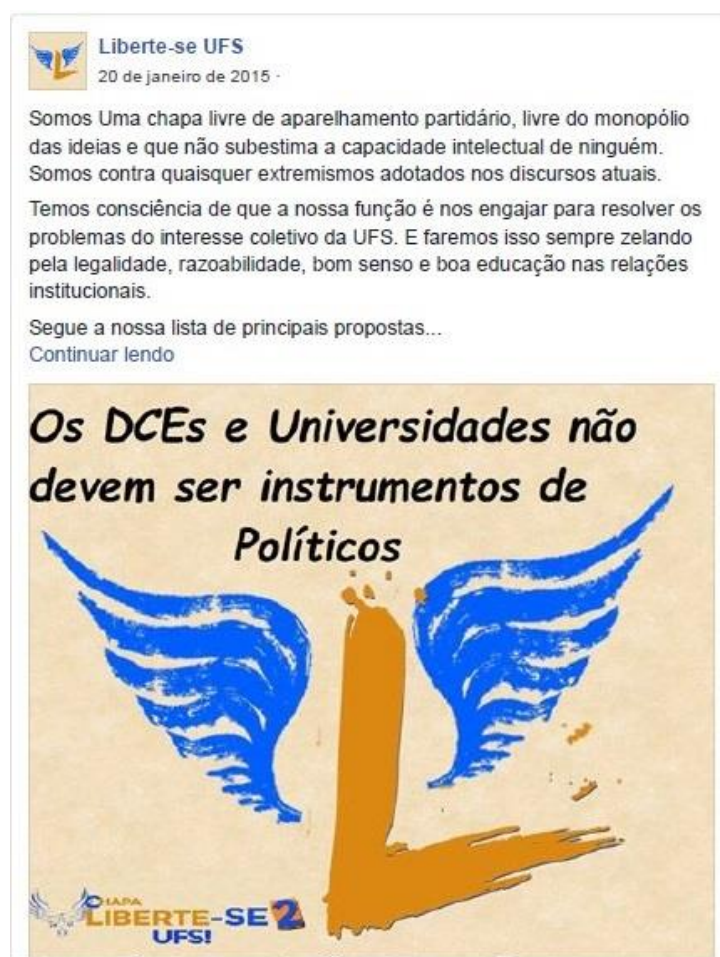 Liberte-se UFS
20 de janeiro de 2015 ·
Somos Uma chapa livre de aparelhamento partidário, livre do monopólio
das ideias e que não subestima a capacidade intelectual de ninguém.
Somos contra quaisquer extremismos adotados nos discursos atuais.
Temos consciência de que a nossa função é nos engajar para resolver os
problemas do interesse coletivo da UFS. E faremos isso sempre zelando
pela legalidade, razoabilidade, bom senso e boa educação nas relações
institucionais.
Segue a nossa lista de principais propostas...
Continuar lendo
Os DCEs e Universidades não
devem ser instrumentos de
Políticos
L
CHAPA
LIBERTE-SE 2
UFS!